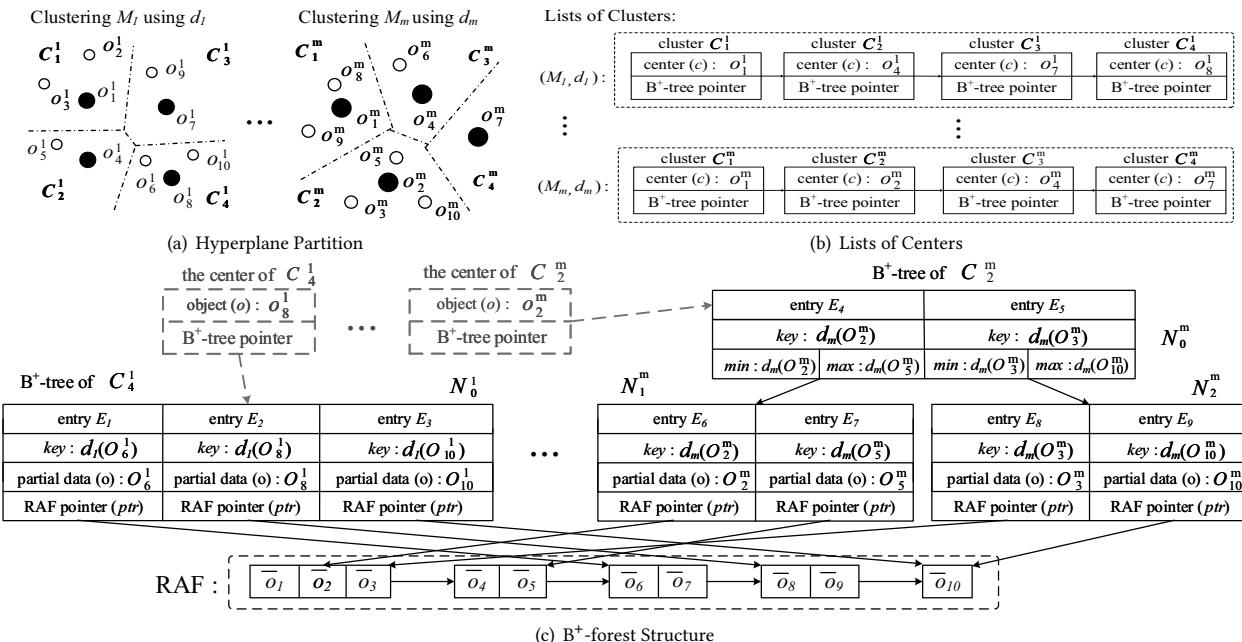 Clustering M₁ using d₁
C₁¹
o₂¹
o₃¹
o₁¹
C₃¹
o₉¹
o₇¹
o₅¹
o₄¹
C₂¹
o₆¹
o₁₀¹
o₈¹
C₄¹
...
Clustering Mₘ using dₘ
C₁ᵐ
o₆ᵐ
C₃ᵐ
o₈ᵐ
o₁ᵐ
o₄ᵐ
o₇ᵐ
o₉ᵐ
o₅ᵐ
C₂ᵐ
o₂ᵐ
C₄ᵐ
o₃ᵐ
o₁₀ᵐ
(a) Hyperplane Partition
Lists of Clusters:
(M₁, d₁):
cluster C₁¹ cluster C₂¹ cluster C₃¹ cluster C₄¹
center (c) : o₁¹ center (c) : o₄¹ center (c) : o₇¹ center (c) : o₈¹
B⁺-tree pointer B⁺-tree pointer B⁺-tree pointer B⁺-tree pointer
⋮ ⋮
(Mₘ, dₘ):
cluster C₁ᵐ cluster C₂ᵐ cluster C₃ᵐ cluster C₄ᵐ
center (c) : o₁ᵐ center (c) : o₂ᵐ center (c) : o₄ᵐ center (c) : o₇ᵐ
B⁺-tree pointer B⁺-tree pointer B⁺-tree pointer B⁺-tree pointer
(b) Lists of Centers
the center of C₄¹
object (o) : o₈¹
B⁺-tree pointer
...
the center of C₂ᵐ
object (o) : o₂ᵐ
B⁺-tree pointer
B⁺-tree of C₂ᵐ
entry E₄ entry E₅
key : dₘ(O₂ᵐ) key : dₘ(O₃ᵐ)
min : dₘ(O₂ᵐ) max : dₘ(O₅ᵐ) min : dₘ(O₃ᵐ) max : dₘ(O₁₀ᵐ)
N₀ᵐ
B⁺-tree of C₄¹ N₀¹
entry E₁ entry E₂ entry E₃
key : d₁(O₆¹) key : d₁(O₈¹) key : d₁(O₁₀¹)
partial data (o) : O₆¹ partial data (o) : O₈¹ partial data (o) : O₁₀¹
RAF pointer (ptr) RAF pointer (ptr) RAF pointer (ptr)
...
N₁ᵐ
entry E₆ entry E₇
key : dₘ(O₂ᵐ) key : dₘ(O₅ᵐ)
partial data (o) : O₂ᵐ partial data (o) : O₅ᵐ
RAF pointer (ptr) RAF pointer (ptr)
N₂ᵐ
entry E₈ entry E₉
key : dₘ(O₃ᵐ) key : dₘ(O₁₀ᵐ)
partial data (o) : O₃ᵐ partial data (o) : O₁₀ᵐ
RAF pointer (ptr) RAF pointer (ptr)
RAF : o̅₁ o̅₂ o̅₃ o̅₄ o̅₅ o̅₆ o̅₇ o̅₈ o̅₉ o̅₁₀
(c) B⁺-forest Structure